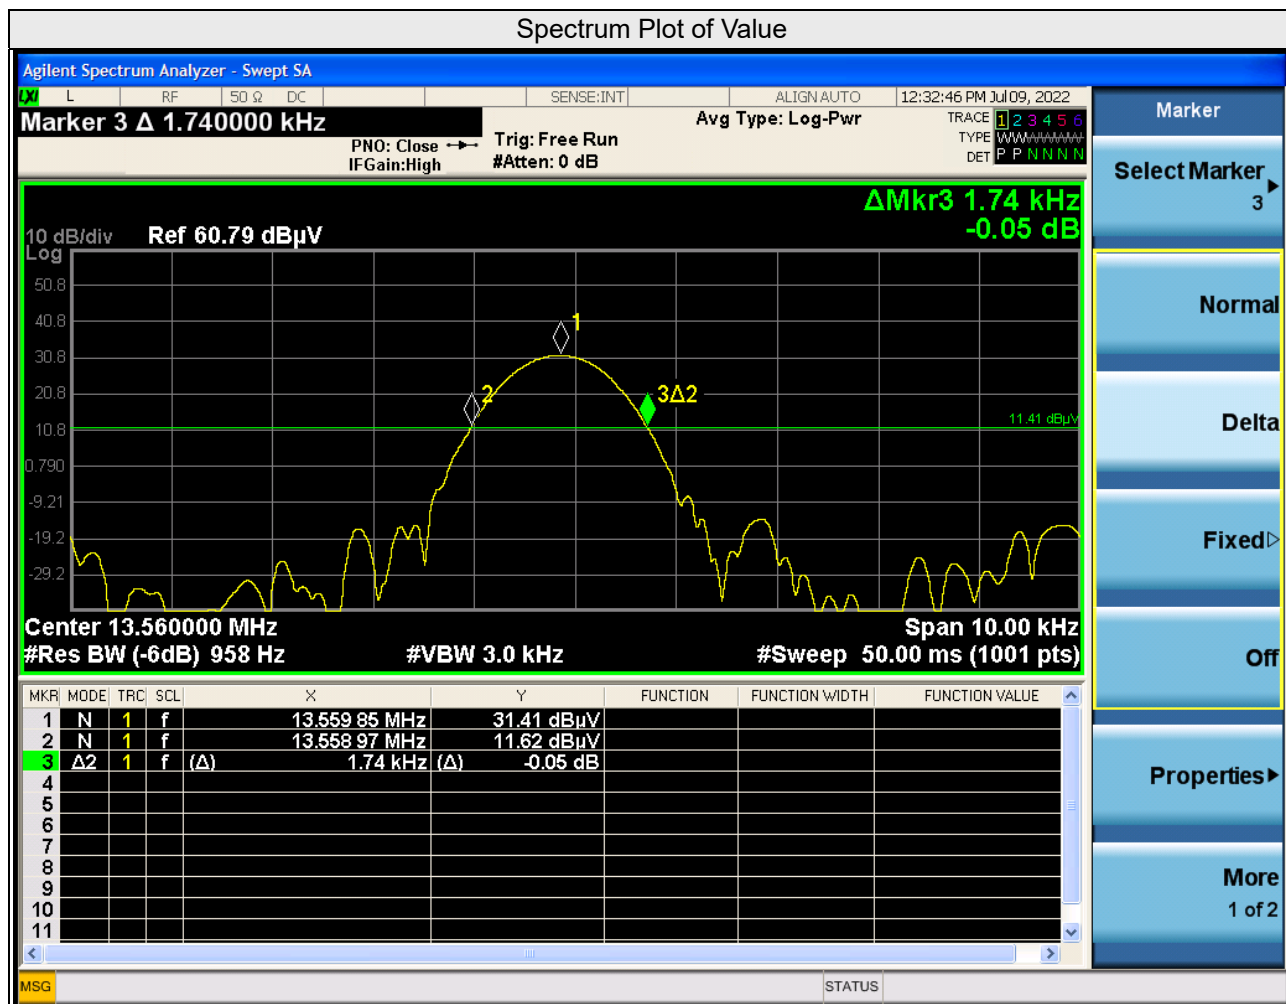 Spectrum Plot of Value
Agilent Spectrum Analyzer - Swept SA
LXI L RF 50 Ω DC SENSE:INT ALIGN AUTO 12:32:46 PM Jul 09, 2022
Marker 3 Δ 1.740000 kHz
PNO: Close
IFGain:High
Trig: Free Run
#Atten: 0 dB
Avg Type: Log-Pwr
TRACE 1 2 3 4 5 6
TYPE WWWWWW
DET P P N N N N
ΔMkr3 1.74 kHz
-0.05 dB
10 dB/div Ref 60.79 dBµV
Log
50.8
40.8
30.8
20.8
10.8
0.790
-9.21
-19.2
-29.2
1
2
3Δ2
11.41 dBµV
Center 13.560000 MHz Span 10.00 kHz
#Res BW (-6dB) 958 Hz #VBW 3.0 kHz #Sweep 50.00 ms (1001 pts)
MKR MODE TRC SCL X Y FUNCTION FUNCTION WIDTH FUNCTION VALUE
1 N 1 f 13.559 85 MHz 31.41 dBµV
2 N 1 f 13.558 97 MHz 11.62 dBµV
3 Δ2 1 f (Δ) 1.74 kHz (Δ) -0.05 dB
4
5
6
7
8
9
10
11
MSG STATUS
Marker
Select Marker
3
Normal
Delta
Fixed
Off
Properties
More
1 of 2